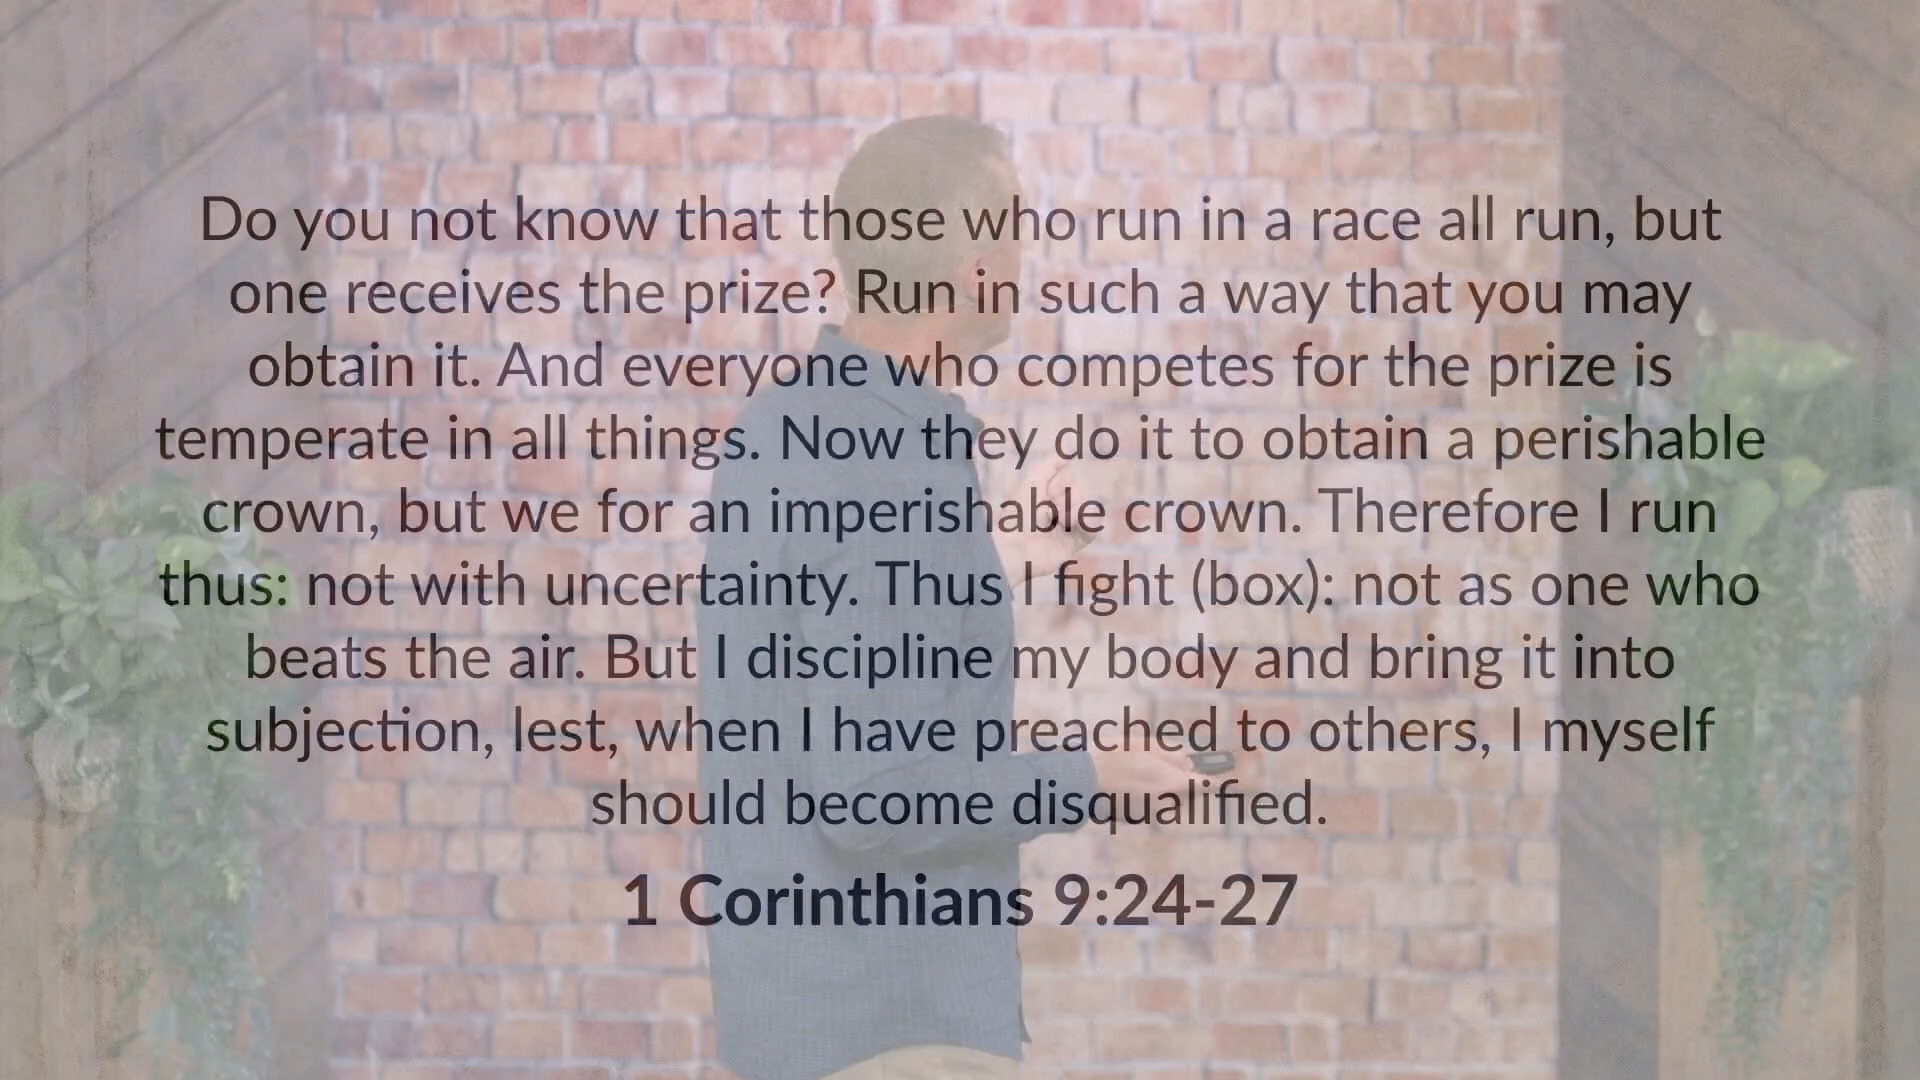 Do you not know that those who run in a race all run, but
one receives the prize? Run in such a way that you may
obtain it. And everyone who competes for the prize is
temperate in all things. Now they do it to obtain a perishable
crown, but we for an imperishable crown. Therefore I run
thus: not with uncertainty. Thus I fight (box): not as one who
beats the air. But I discipline my body and bring it into
subjection, lest, when I have preached to others, I myself
should become disqualified.
1 Corinthians 9:24-27